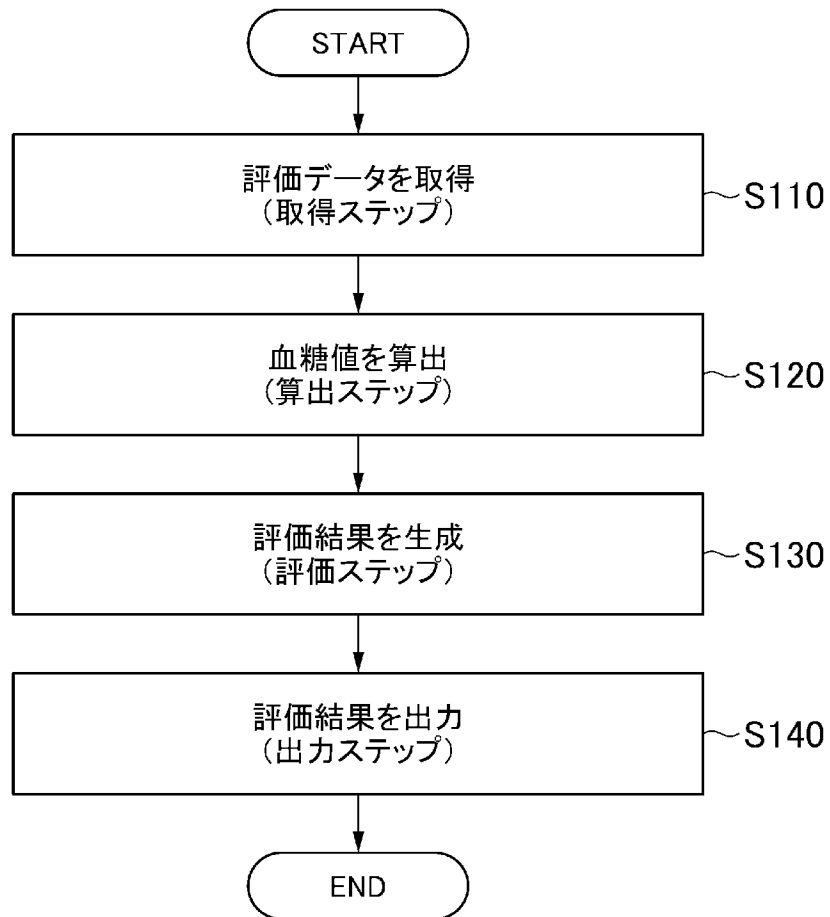 START
評価データを取得
(取得ステップ)
S110
血糖値を算出
(算出ステップ)
S120
評価結果を生成
(評価ステップ)
S130
評価結果を出力
(出力ステップ)
S140
END